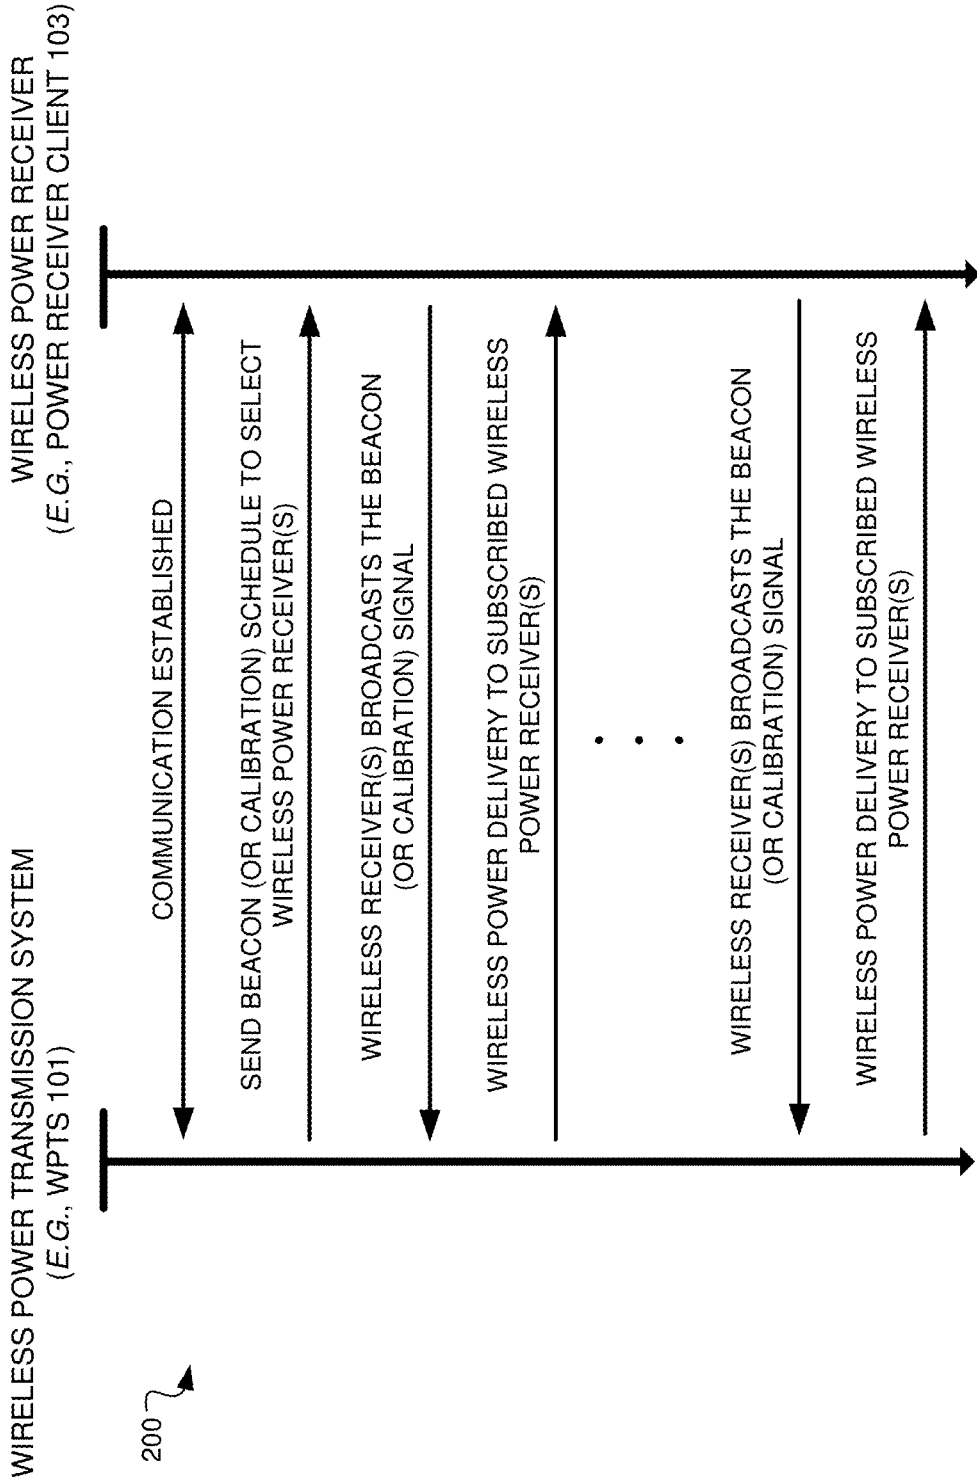 WIRELESS POWER TRANSMISSION SYSTEM
(E.G., WPTS 101)
WIRELESS POWER RECEIVER
(E.G., POWER RECEIVER CLIENT 103)
200
COMMUNICATION ESTABLISHED
SEND BEACON (OR CALIBRATION) SCHEDULE TO SELECT
WIRELESS POWER RECEIVER(S)
WIRELESS RECEIVER(S) BROADCASTS THE BEACON
(OR CALIBRATION) SIGNAL
WIRELESS POWER DELIVERY TO SUBSCRIBED WIRELESS
POWER RECEIVER(S)
WIRELESS RECEIVER(S) BROADCASTS THE BEACON
(OR CALIBRATION) SIGNAL
WIRELESS POWER DELIVERY TO SUBSCRIBED WIRELESS
POWER RECEIVER(S)